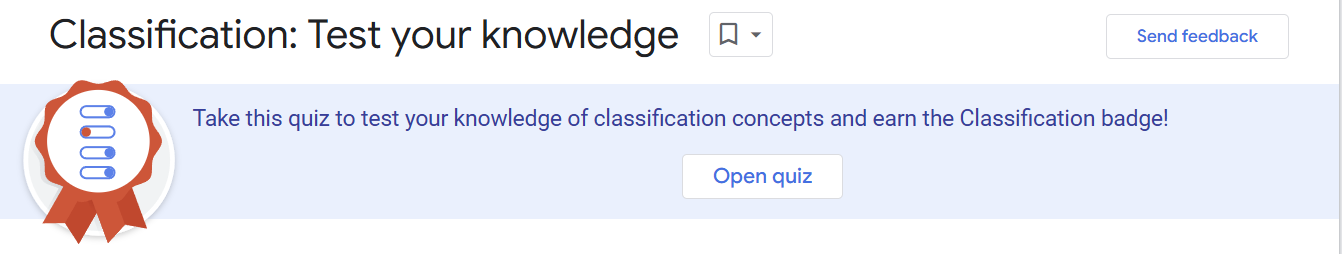 Classification: Test your knowledge
Send feedback
Take this quiz to test your knowledge of classification concepts and earn the Classification badge!
Open quiz